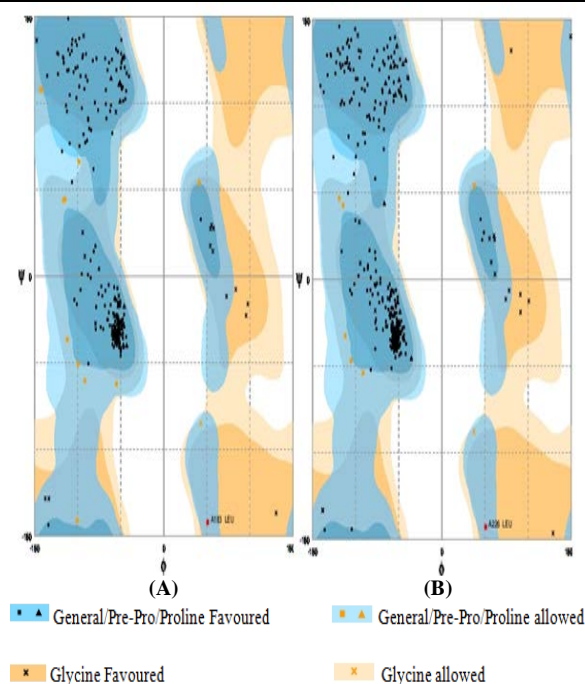 180 180
Ψ 0 Ψ 0
A183 LEU A226 LEU
-180 -180
-180 0 180 -180 0 180
ϕ ϕ
(A) (B)
General/Pre-Pro/Proline Favoured General/Pre-Pro/Proline allowed
Glycine Favoured Glycine allowed